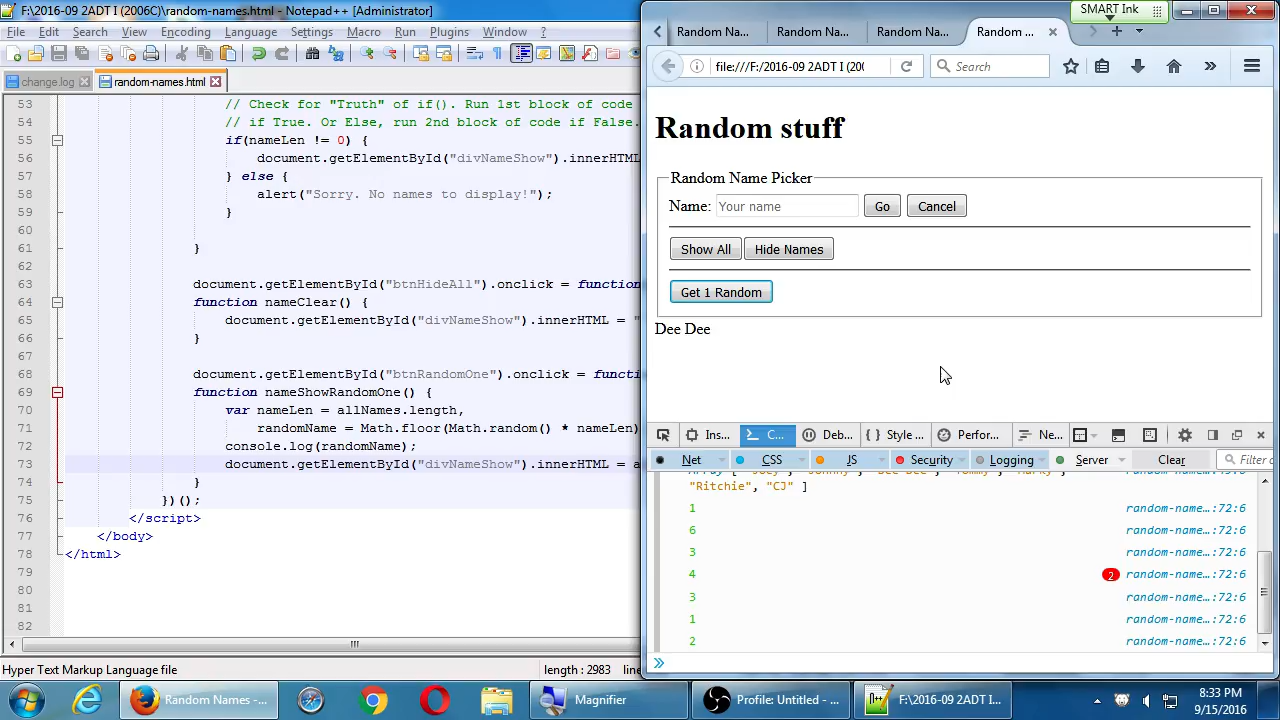 F:\2016-09 2ADT I (2006C)\random-names.html - Notepad++ [Administrator]
File Edit Search View Encoding Language Settings Macro Run Plugins Window ?
change.log random-names.html
53 // Check for "Truth" of if(). Run 1st block of code
54 // if True. Or Else, run 2nd block of code if False.
55 if(nameLen != 0) {
56 document.getElementById("divNameShow").innerHTML
57 } else {
58 alert("Sorry. No names to display!");
59 }
60
61 }
62
63 document.getElementById("btnHideAll").onclick = function
64 function nameClear() {
65 document.getElementById("divNameShow").innerHTML = "
66 }
67
68 document.getElementById("btnRandomOne").onclick = functi
69 function nameShowRandomOne() {
70 var nameLen = allNames.length,
71 randomName = Math.floor(Math.random() * nameLen)
72 console.log(randomName);
73 document.getElementById("divNameShow").innerHTML = a
74 }
75 })();
76 </script>
77 </body>
78 </html>
79
80
81
82
Hyper Text Markup Language file length : 2983 line
SMART Ink
Random Na... Random Na... Random Na... Random ...
file:///F:/2016-09 2ADT I (200 Search
Random stuff
Random Name Picker
Name: Your name Go Cancel
Show All Hide Names
Get 1 Random
Dee Dee
Ins... C... Deb... Style ... Perfor... Ne...
Net CSS JS Security Logging Server Clear Filter o
"Ritchie", "CJ" ]
1 random-name...:72:6
6 random-name...:72:6
3 random-name...:72:6
4 2 random-name...:72:6
3 random-name...:72:6
1 random-name...:72:6
2 random-name...:72:6
Random Names -... Magnifier Profile: Untitled -... F:\2016-09 2ADT I...
8:33 PM
9/15/2016